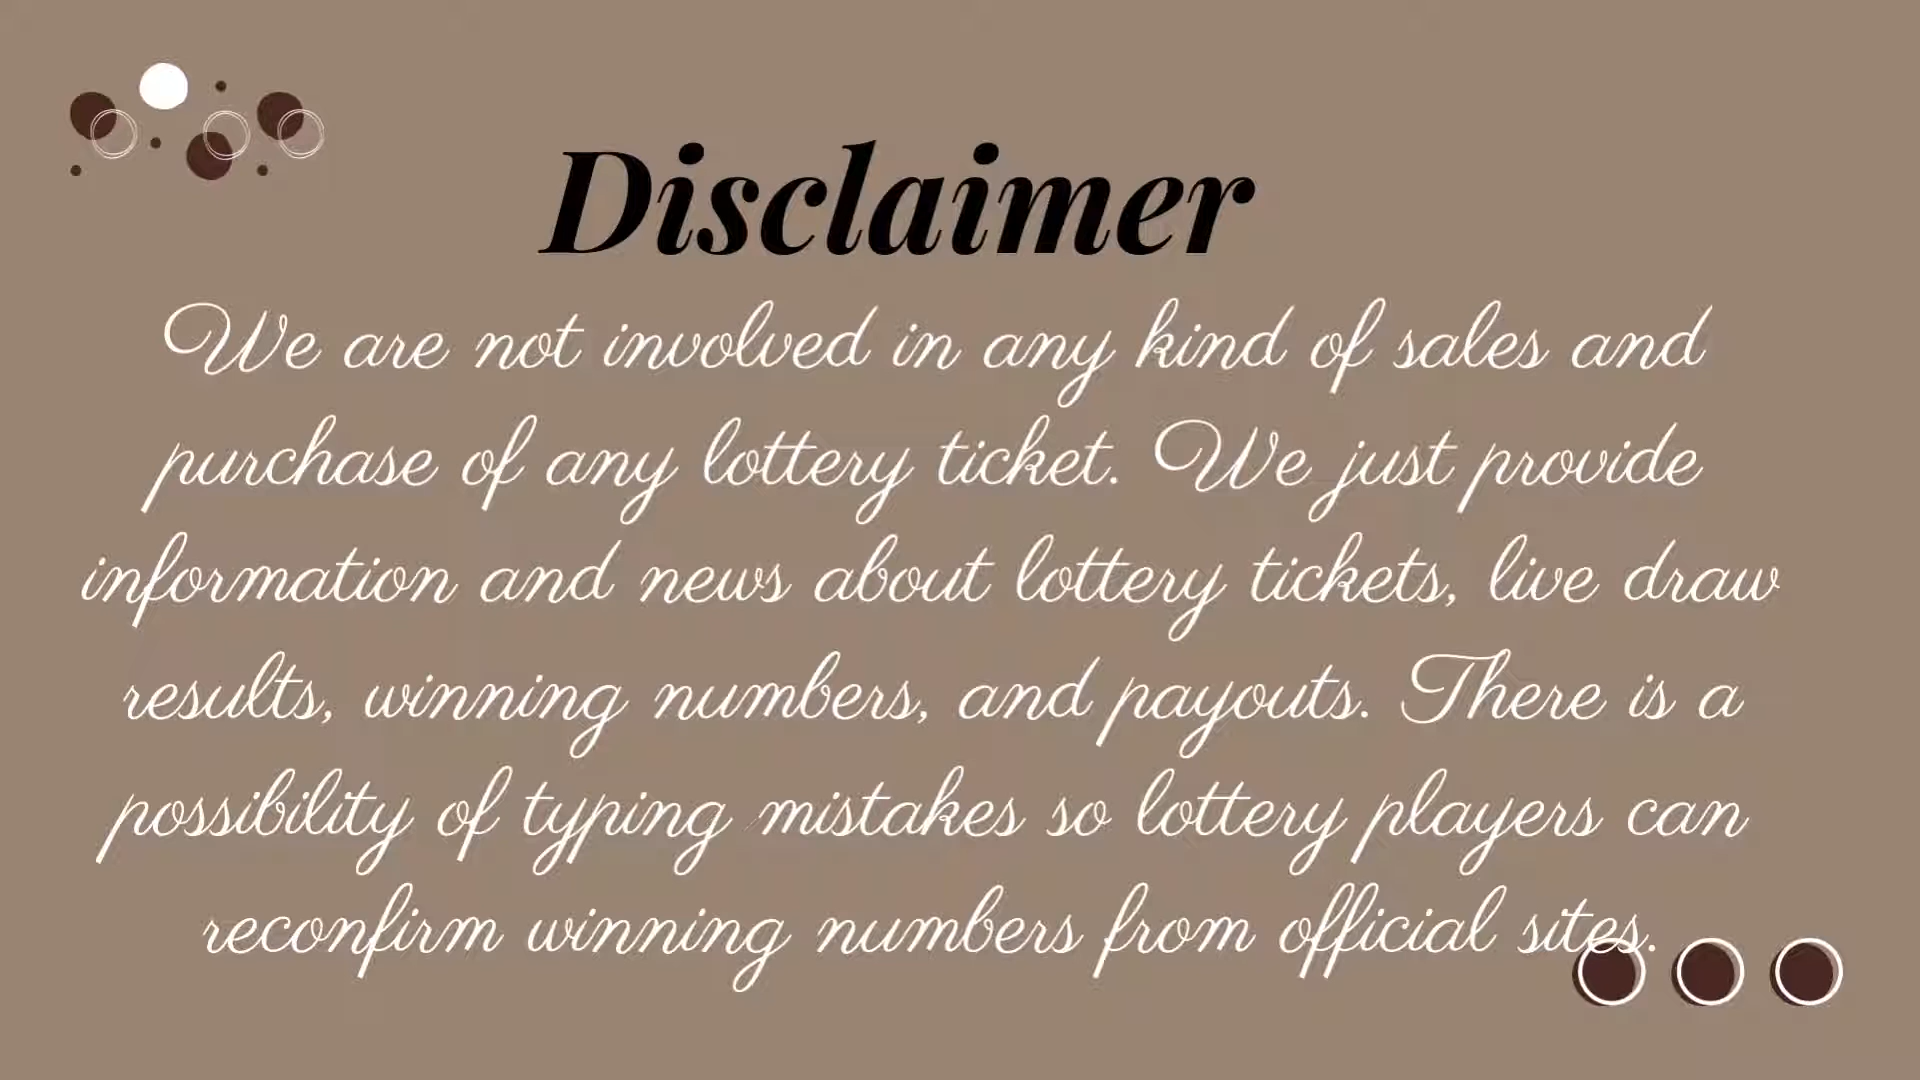 Disclaimer
We are not involved in any kind of sales and
purchase of any lottery ticket. We just provide
information and news about lottery tickets, live draw
results, winning numbers, and payouts. There is a
possibility of typing mistakes so lottery players can
reconfirm winning numbers from official sites.